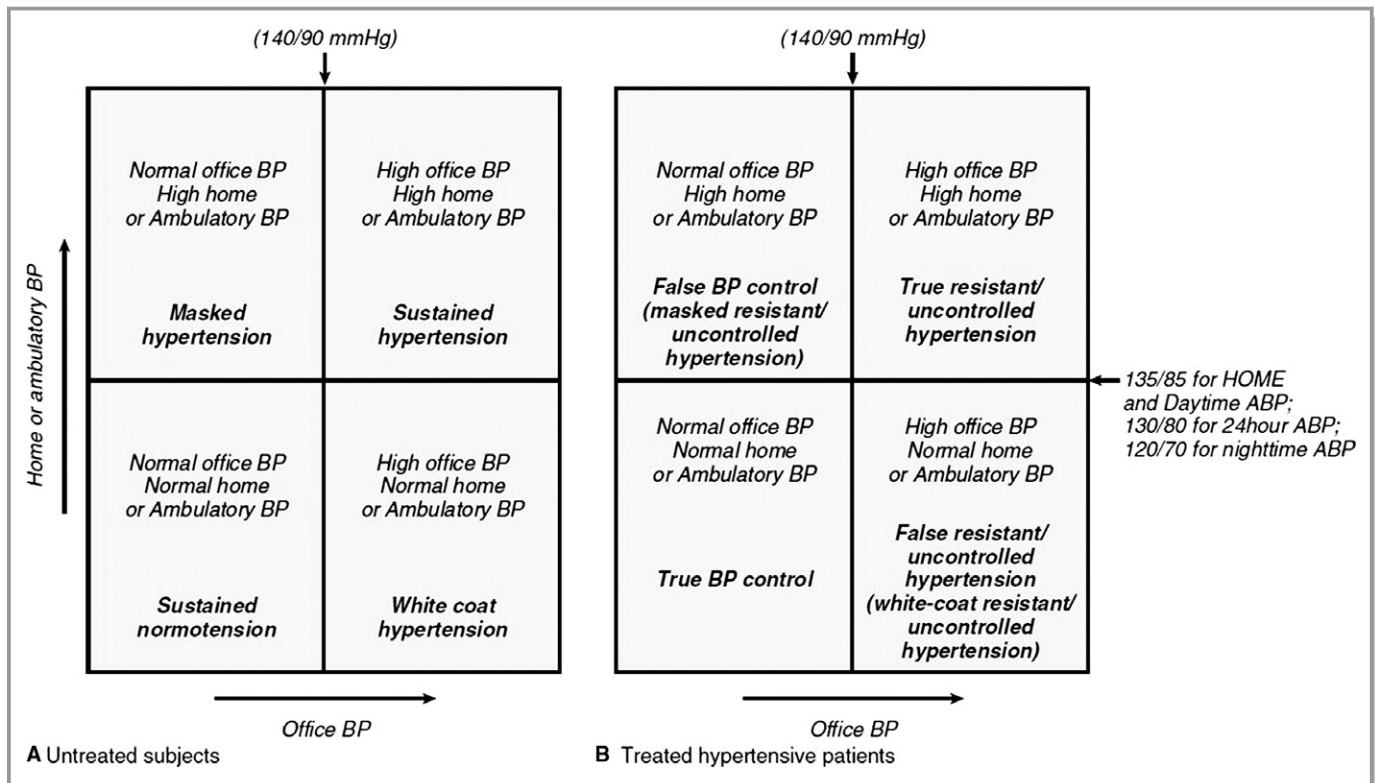 (140/90 mmHg)
Normal office BP
High home
or Ambulatory BP
Masked
hypertension
High office BP
High home
or Ambulatory BP
Sustained
hypertension
Home or ambulatory BP
Normal office BP
Normal home
or Ambulatory BP
Sustained
normotension
High office BP
Normal home
or Ambulatory BP
White coat
hypertension
Office BP
A Untreated subjects
(140/90 mmHg)
Normal office BP
High home
or Ambulatory BP
False BP control
(masked resistant/
uncontrolled
hypertension)
High office BP
High home
or Ambulatory BP
True resistant/
uncontrolled
hypertension
135/85 for HOME
and Daytime ABP;
130/80 for 24hour ABP;
120/70 for nighttime ABP
Normal office BP
Normal home
or Ambulatory BP
True BP control
High office BP
Normal home
or Ambulatory BP
False resistant/
uncontrolled
hypertension
(white-coat resistant/
uncontrolled
hypertension)
Office BP
B Treated hypertensive patients